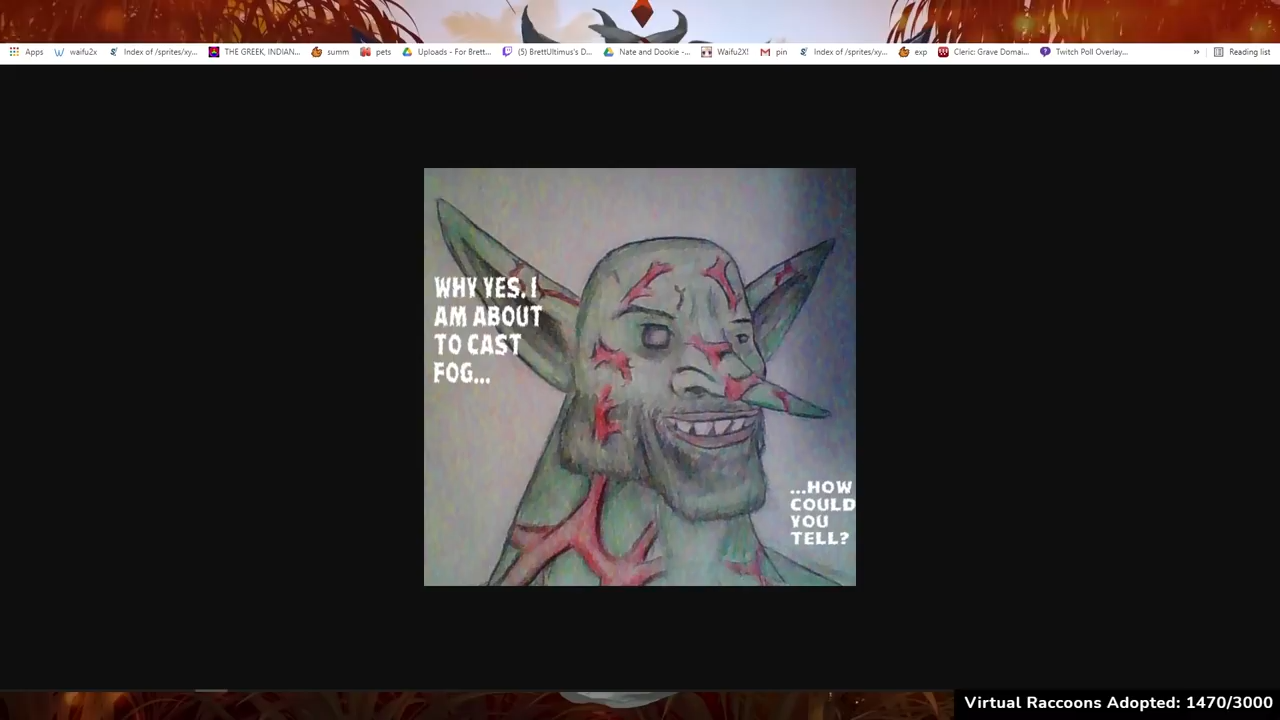 Apps
waifu2x
Index of /sprites/xy...
THE GREEK, INDIAN...
summ
pets
Uploads - For Brett...
(5) BrettUltimus's D...
Nate and Dookie -...
Waifu2X!
pin
Index of /sprites/xy...
exp
Cleric: Grave Domai...
Twitch Poll Overlay...
»
Reading list
WHY YES, I
AM ABOUT
TO CAST
FOG...
...HOW
COULD
YOU
TELL?
Virtual Raccoons Adopted: 1470/3000